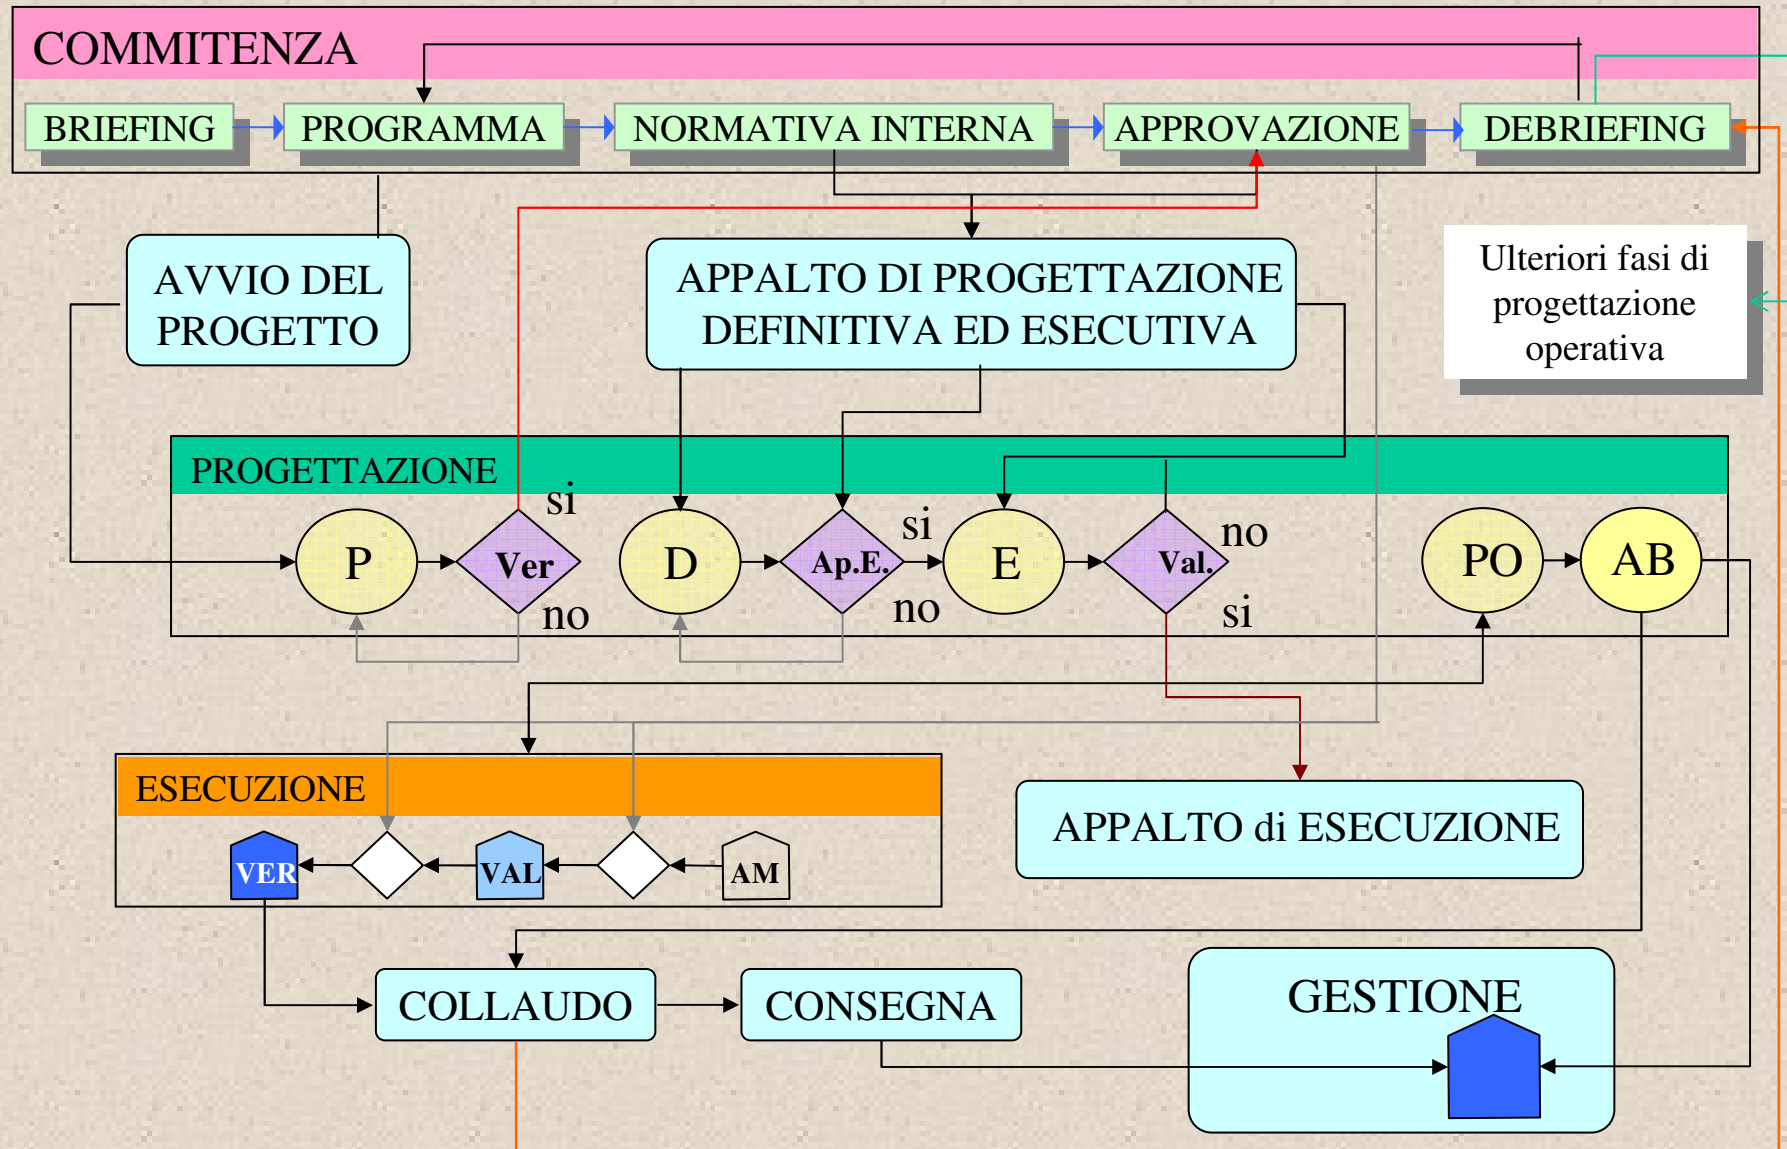 COMMITENZA
BRIEFING
PROGRAMMA
NORMATIVA INTERNA
APPROVAZIONE
DEBRIEFING
AVVIO DEL
PROGETTO
APPALTO DI PROGETTAZIONE
DEFINITIVA ED ESECUTIVA
Ulteriori fasi di
progettazione
operativa
PROGETTAZIONE
si
si
no
P
Ver
D
Ap.E.
E
Val.
PO
AB
no
no
si
ESECUZIONE
VER
VAL
AM
APPALTO di ESECUZIONE
COLLAUDO
CONSEGNA
GESTIONE